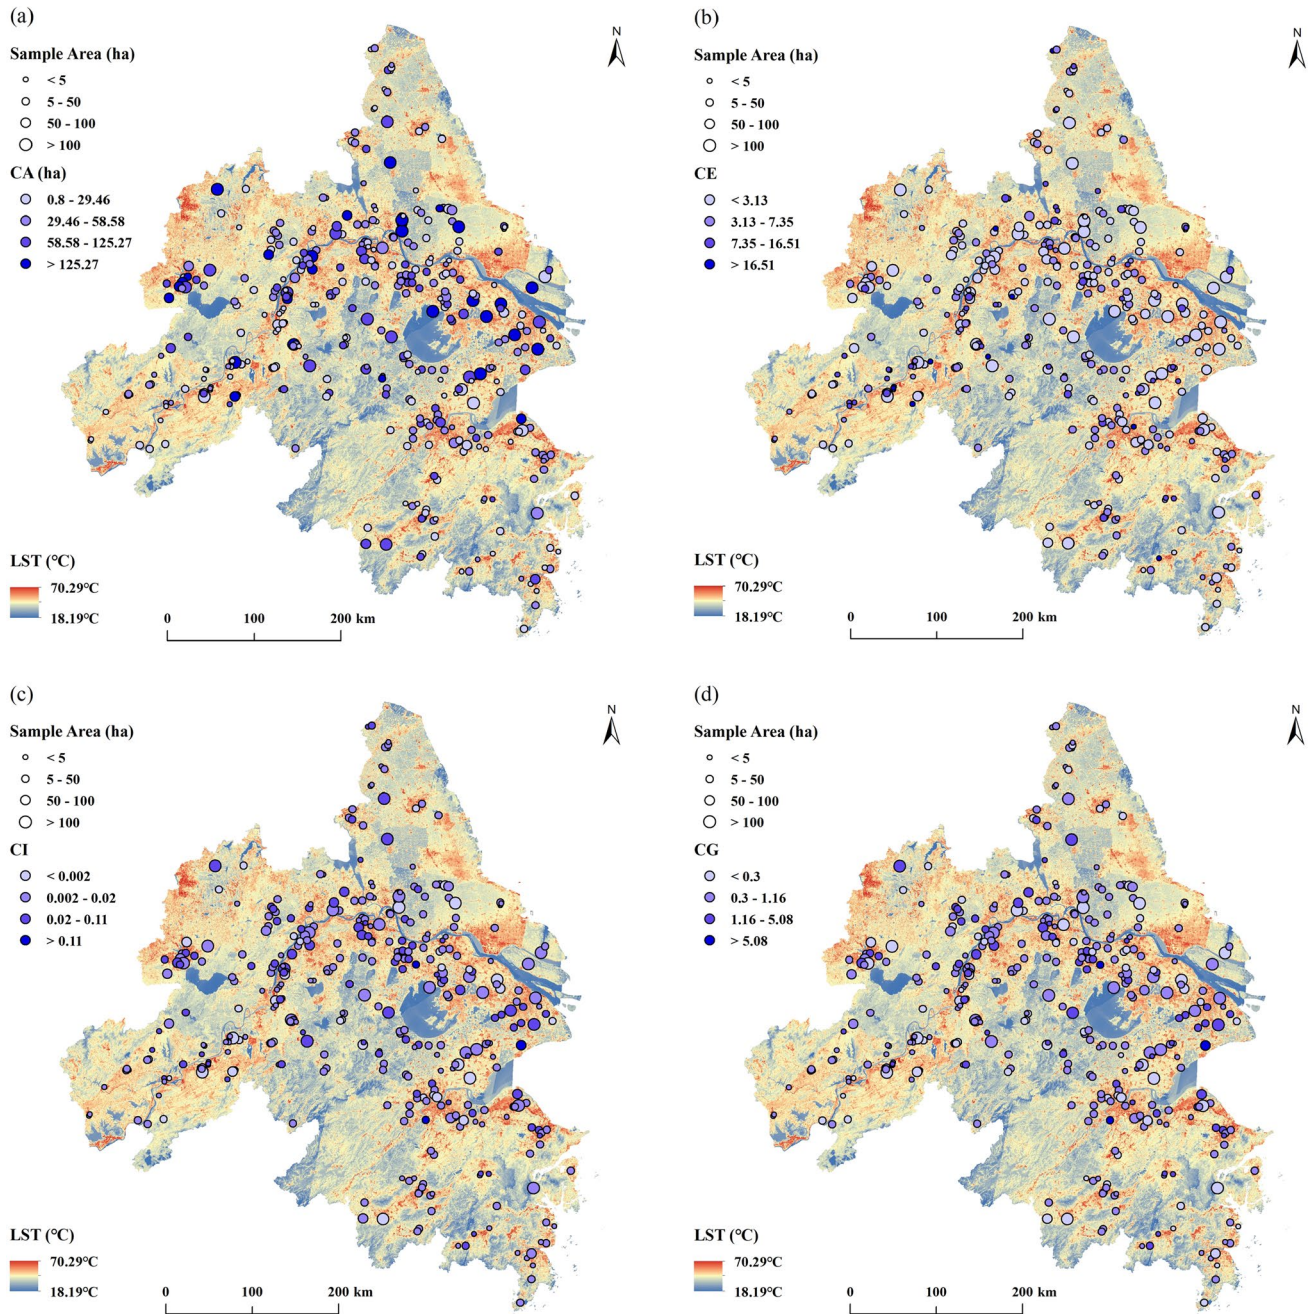 (a)
N
Sample Area (ha)
< 5
5 - 50
50 - 100
> 100
CA (ha)
0.8 - 29.46
29.46 - 58.58
58.58 - 125.27
> 125.27
LST (℃)
70.29℃
18.19℃
0 100 200 km
(b)
N
Sample Area (ha)
< 5
5 - 50
50 - 100
> 100
CE
< 3.13
3.13 - 7.35
7.35 - 16.51
> 16.51
LST (℃)
70.29℃
18.19℃
0 100 200 km
(c)
N
Sample Area (ha)
< 5
5 - 50
50 - 100
> 100
CI
< 0.002
0.002 - 0.02
0.02 - 0.11
> 0.11
LST (℃)
70.29℃
18.19℃
0 100 200 km
(d)
N
Sample Area (ha)
< 5
5 - 50
50 - 100
> 100
CG
< 0.3
0.3 - 1.16
1.16 - 5.08
> 5.08
LST (℃)
70.29℃
18.19℃
0 100 200 km